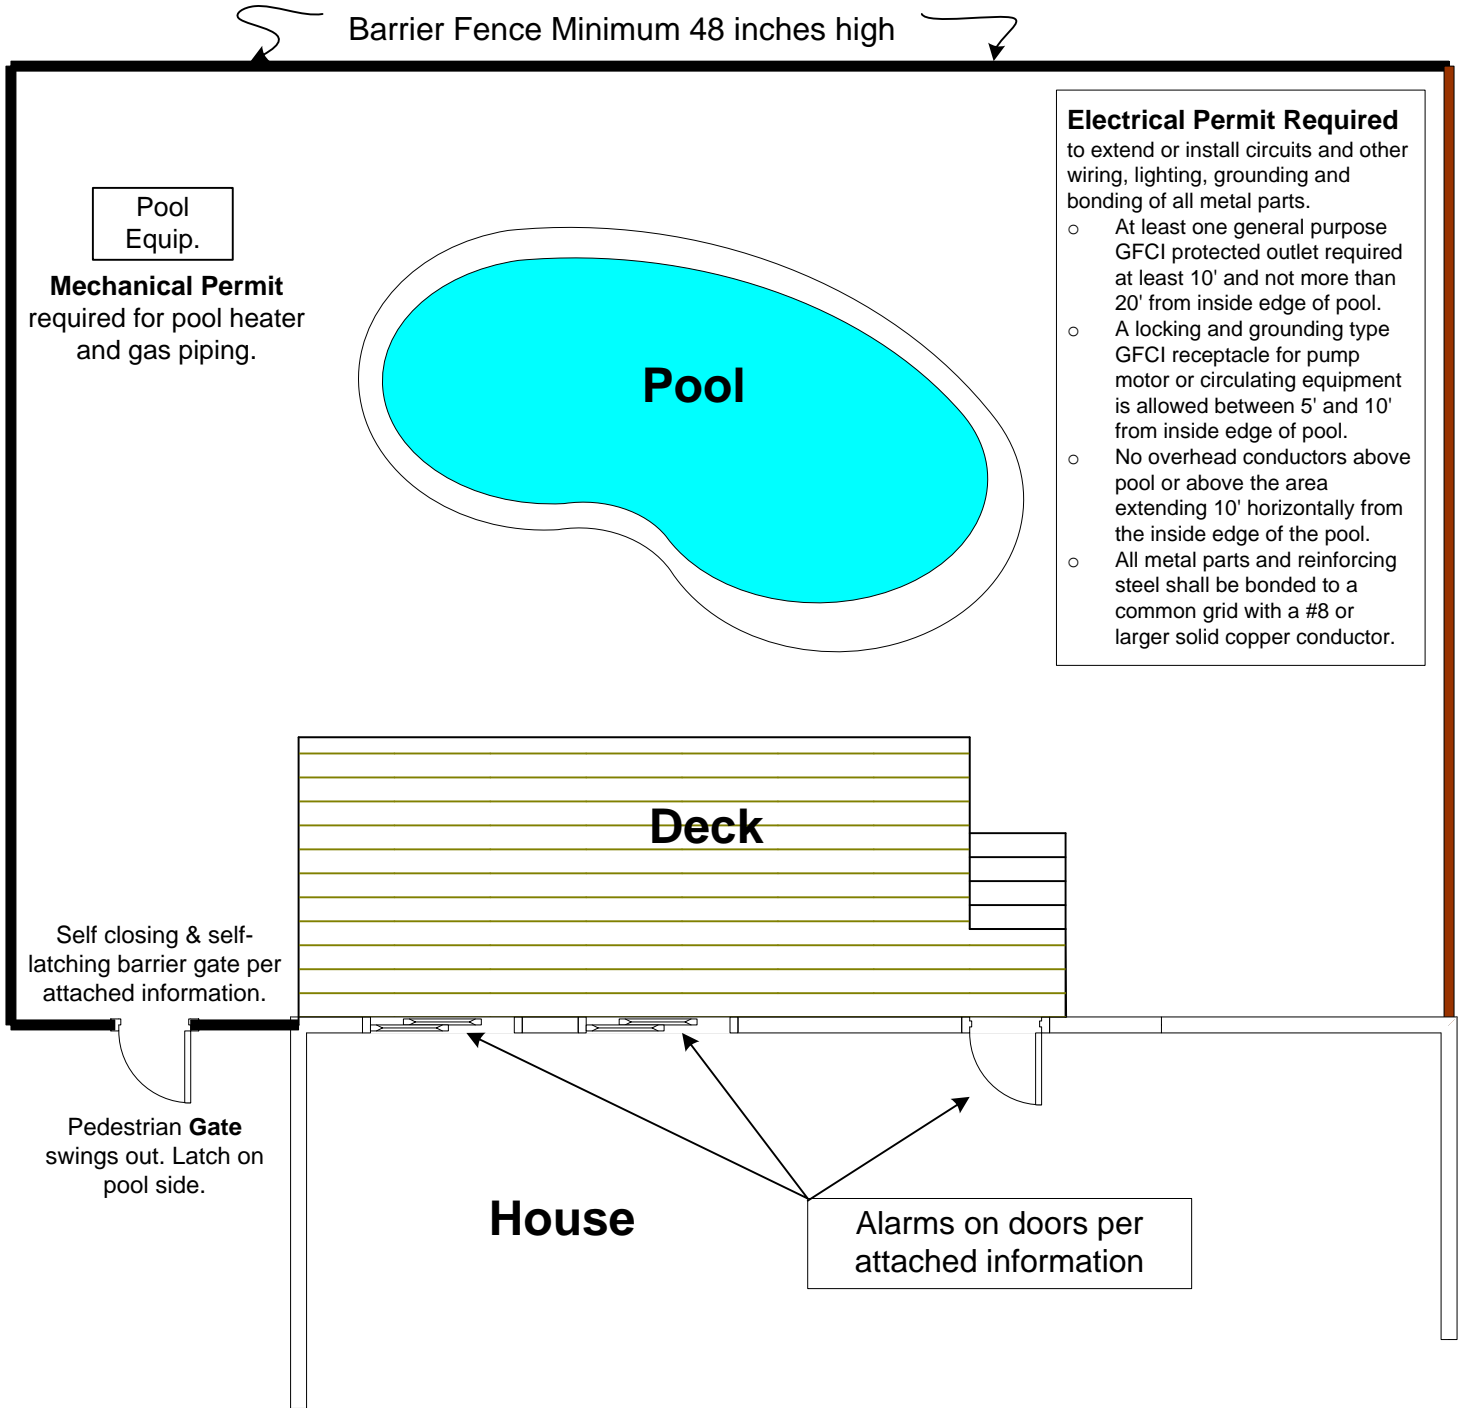 Barrier Fence Minimum 48 inches high
Electrical Permit Required
to extend or install circuits and other
wiring, lighting, grounding and
bonding of all metal parts.
o At least one general purpose
GFCI protected outlet required
at least 10' and not more than
20' from inside edge of pool.
o A locking and grounding type
GFCI receptacle for pump
motor or circulating equipment
is allowed between 5' and 10'
from inside edge of pool.
o No overhead conductors above
pool or above the area
extending 10' horizontally from
the inside edge of the pool.
o All metal parts and reinforcing
steel shall be bonded to a
common grid with a #8 or
larger solid copper conductor.
Pool
Equip.
Mechanical Permit
required for pool heater
and gas piping.
Pool
Deck
Self closing & self-
latching barrier gate per
attached information.
Pedestrian Gate
swings out. Latch on
pool side.
House
Alarms on doors per
attached information